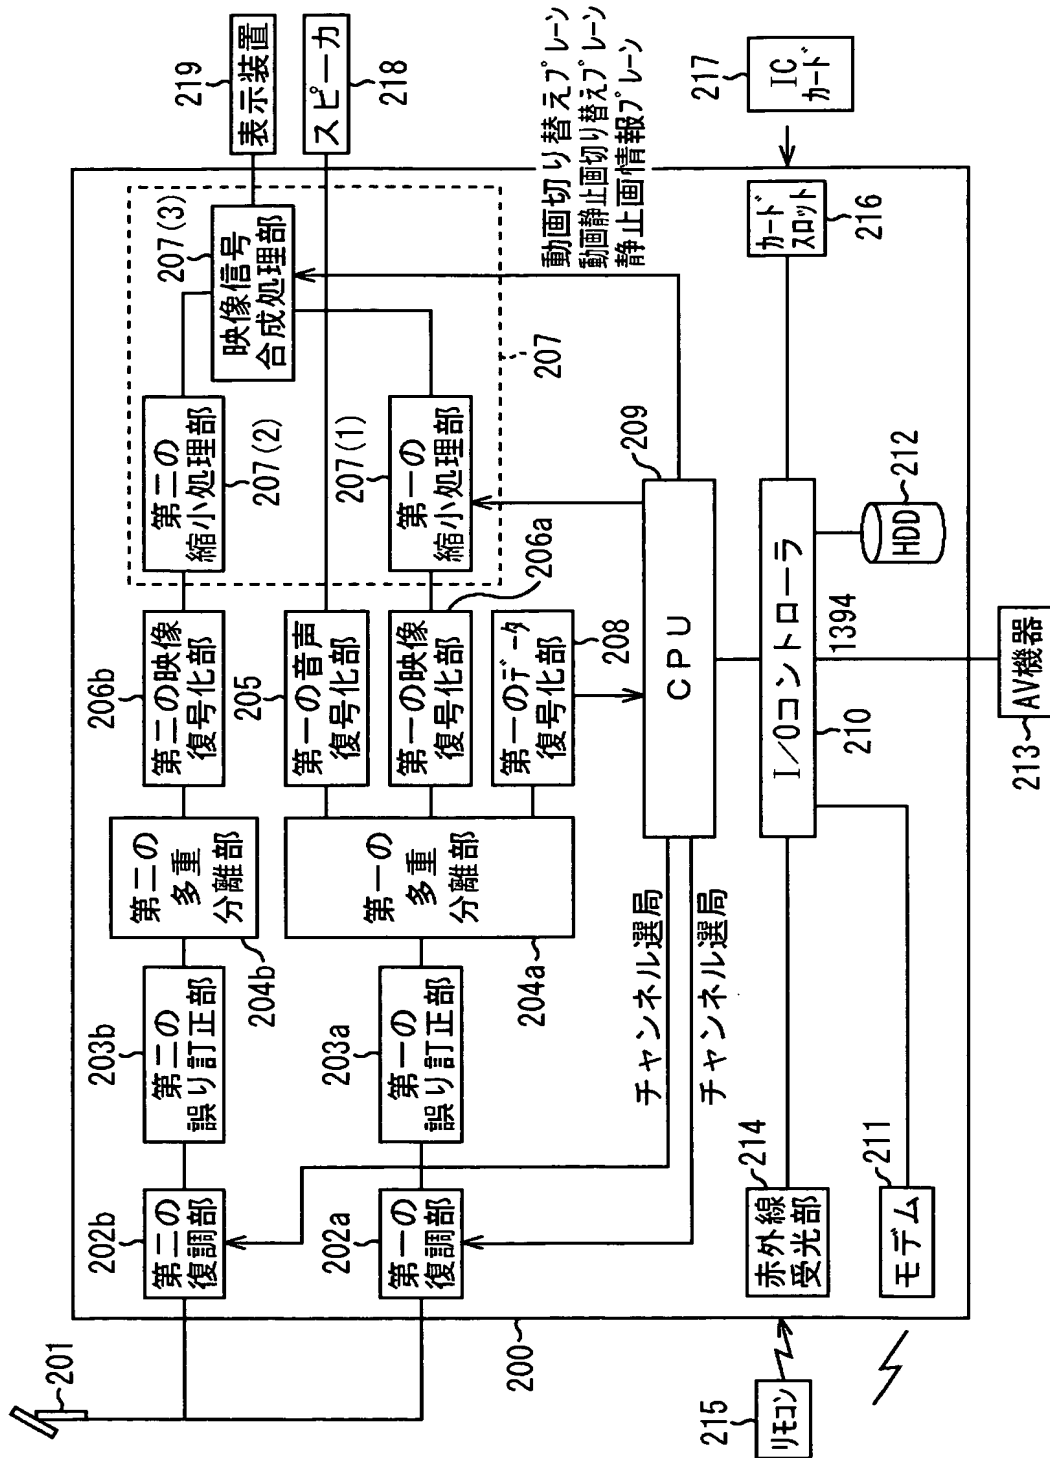 201
202b
第二の
復調部
203b
第二の
誤り訂正部
204b
第二の
多重
分離部
206b
第二の映像
復号化部
第二の
縮小処理部
207(2)
207(3)
映像信号
合成処理部
219
表示装置
スピーカ
218
205
第一の音声
復号化部
202a
第一の
復調部
203a
第一の
誤り訂正部
204a
第一の
多重
分離部
第一の映像
復号化部
206a
207(1)
第一の
縮小処理部
207
第一のデータ
復号化部
208
動画切り替えプレーン
動画静止画切り替えプレーン
静止画情報プレーン
チャンネル選局
チャンネル選局
CPU
209
200
215
リモコン
214
赤外線
受光部
211
モデム
I/Oコントローラ
210
1394
HDD
212
213
AV機器
カード
スロット
216
217
IC
カード